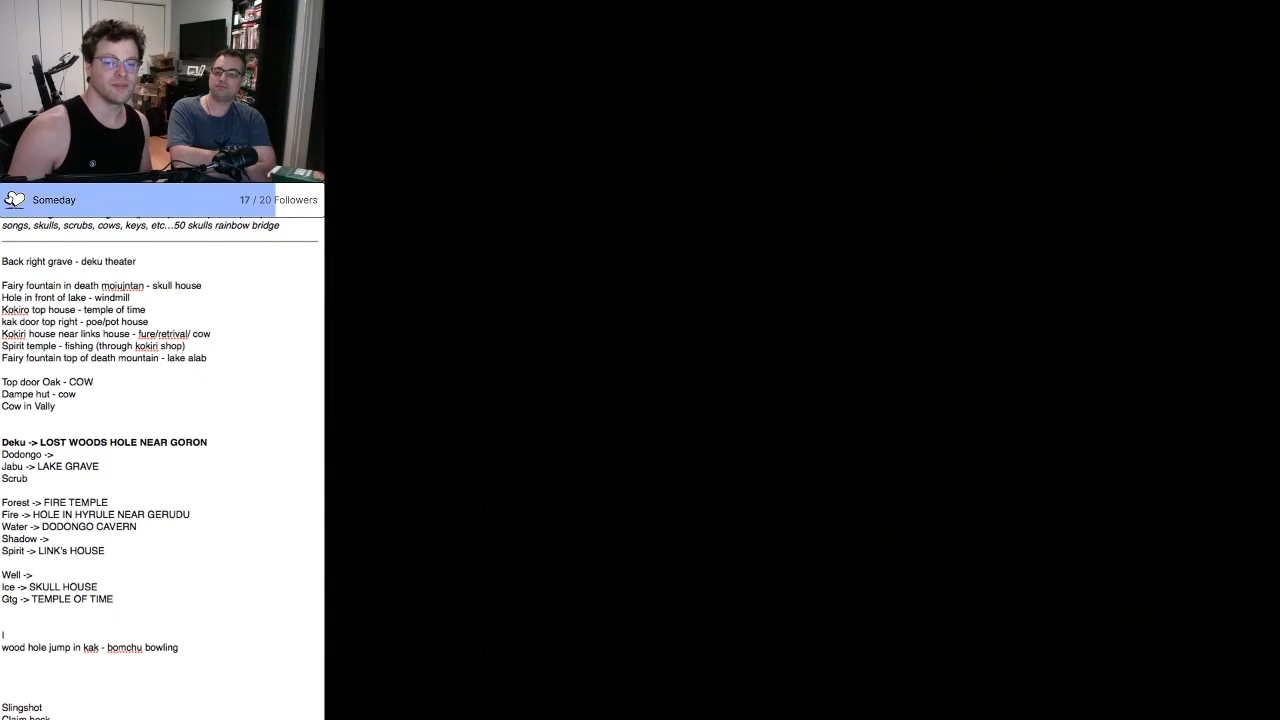 Someday
17 / 20 Followers
songs, skulls, scrubs, cows, keys, etc...50 skulls rainbow bridge
Back right grave - deku theater
Fairy fountain in death moiujntan - skull house
Hole in front of lake - windmill
Kokiro top house - temple of time
kak door top right - poe/pot house
Kokiri house near links house - fure/retrival/ cow
Spirit temple - fishing (through kokiri shop)
Fairy fountain top of death mountain - lake alab
Top door Oak - COW
Dampe hut - cow
Cow in Vally
Deku -> LOST WOODS HOLE NEAR GORON
Dodongo ->
Jabu -> LAKE GRAVE
Scrub
Forest -> FIRE TEMPLE
Fire -> HOLE IN HYRULE NEAR GERUDU
Water -> DODONGO CAVERN
Shadow ->
Spirit -> LINK's HOUSE
Well ->
Ice -> SKULL HOUSE
Gtg -> TEMPLE OF TIME
I
wood hole jump in kak - bomchu bowling
Slingshot